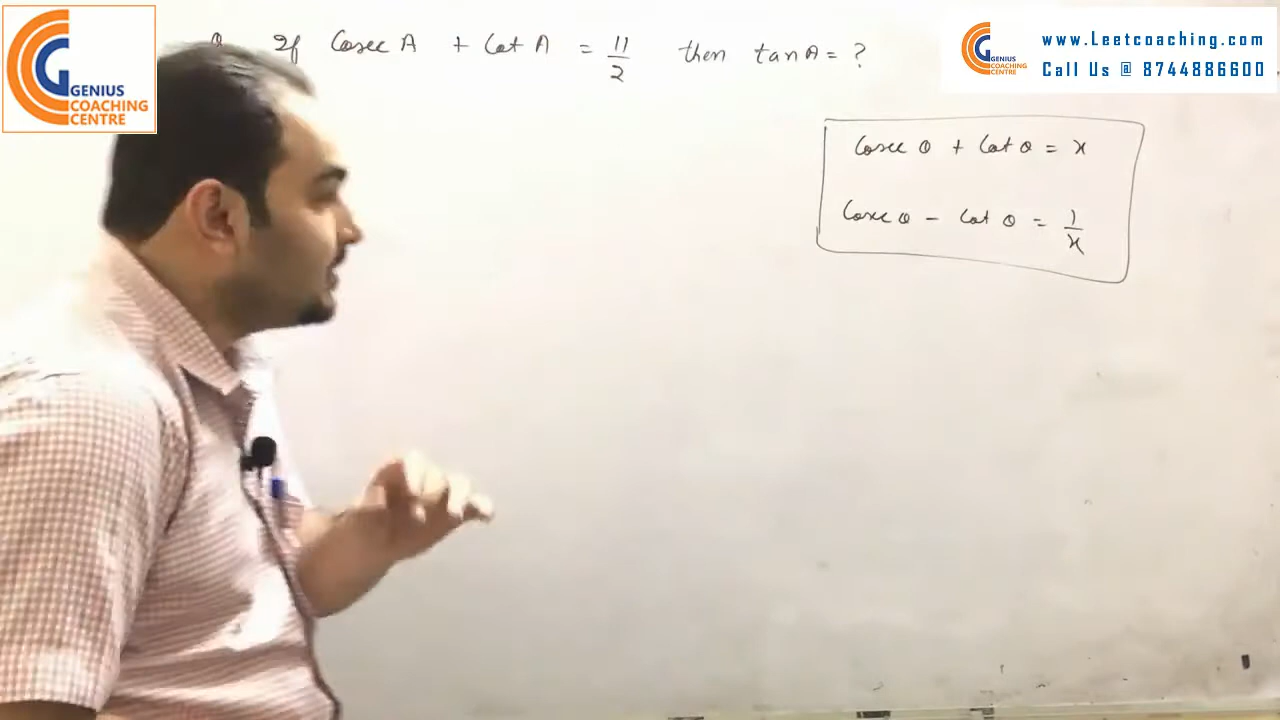 Q If Cosec A + Cot A = 11/2 then tan A = ?
GENIUS
COACHING
CENTRE
GENIUS
COACHING
CENTRE
www.Leetcoaching.com
Call Us @ 8744886600
Cosec θ + Cot θ = x
Cosec θ - Cot θ = 1/x